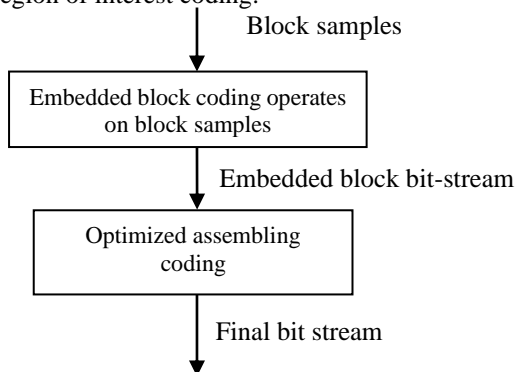 egion of interest coding.
Block samples
Embedded block coding operates
on block samples
Embedded block bit-stream
Optimized assembling
coding
Final bit stream